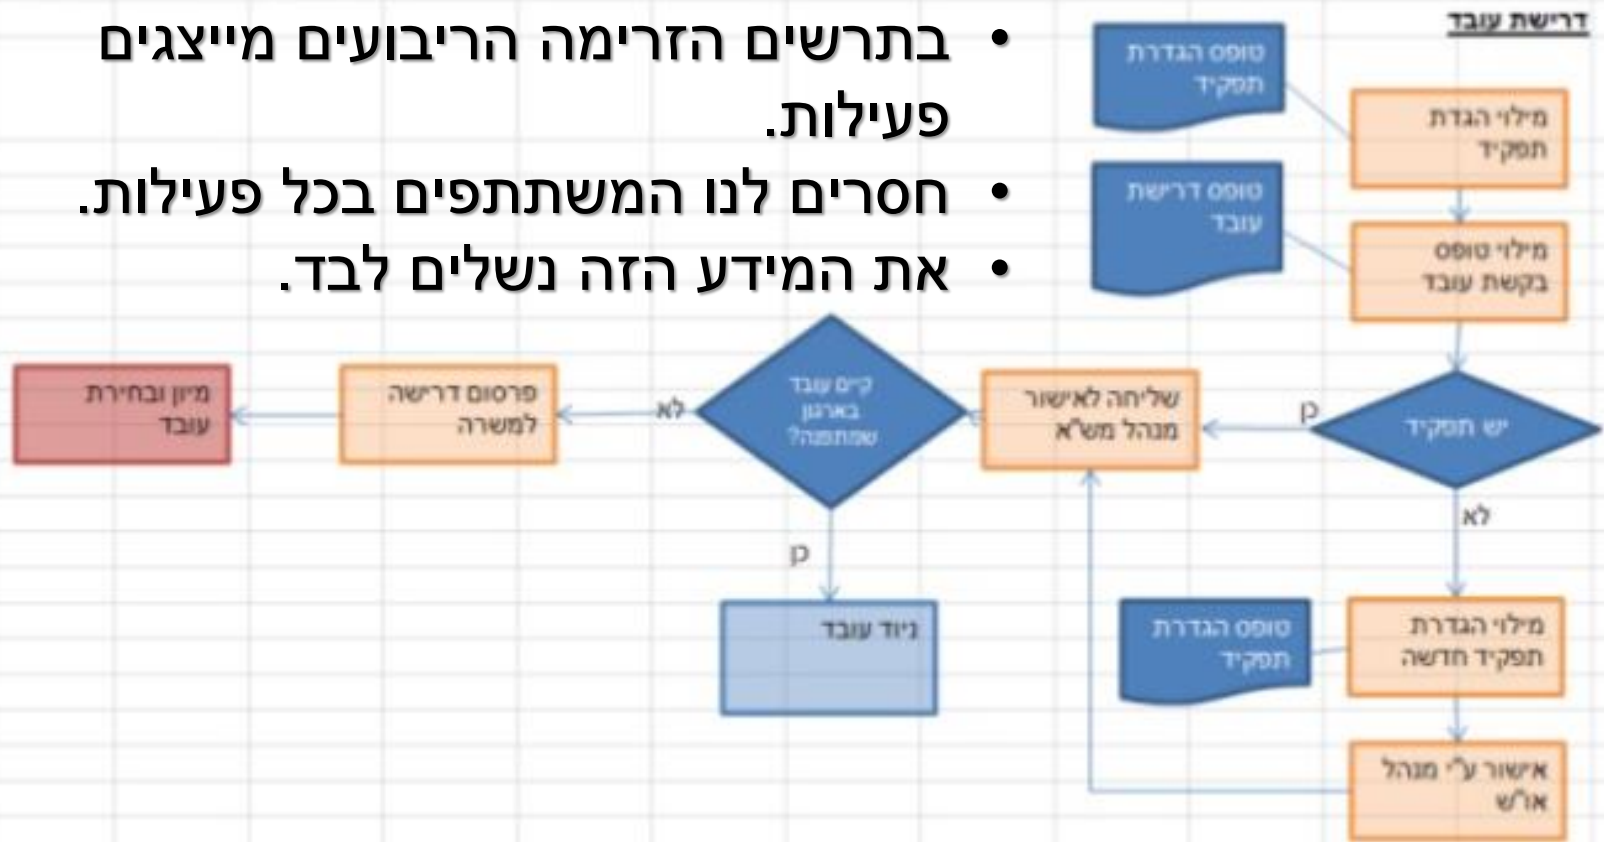 דרישת עובד
• בתרשים הזרימה הריבועים מייצגים
פעילות.
• חסרים לנו המשתתפים בכל פעילות.
• את המידע הזה נשלים לבד.
טופס הגדרת
תפקיד
מילוי הגדת
תפקיד
טופס דרישת
עובד
מילוי טופס
בקשת עובד
יש תפקיד
כן
שליחה לאישור
מנהל מש"א
קיים עובד
בארגון
שמתפנה?
לא
פרסום דרישה
למשרה
מיון ובחירת
עובד
לא
כן
ניוד עובד
מילוי הגדרת
תפקיד חדשה
טופס הגדרת
תפקיד
אישור ע"י מנהל
או"ש